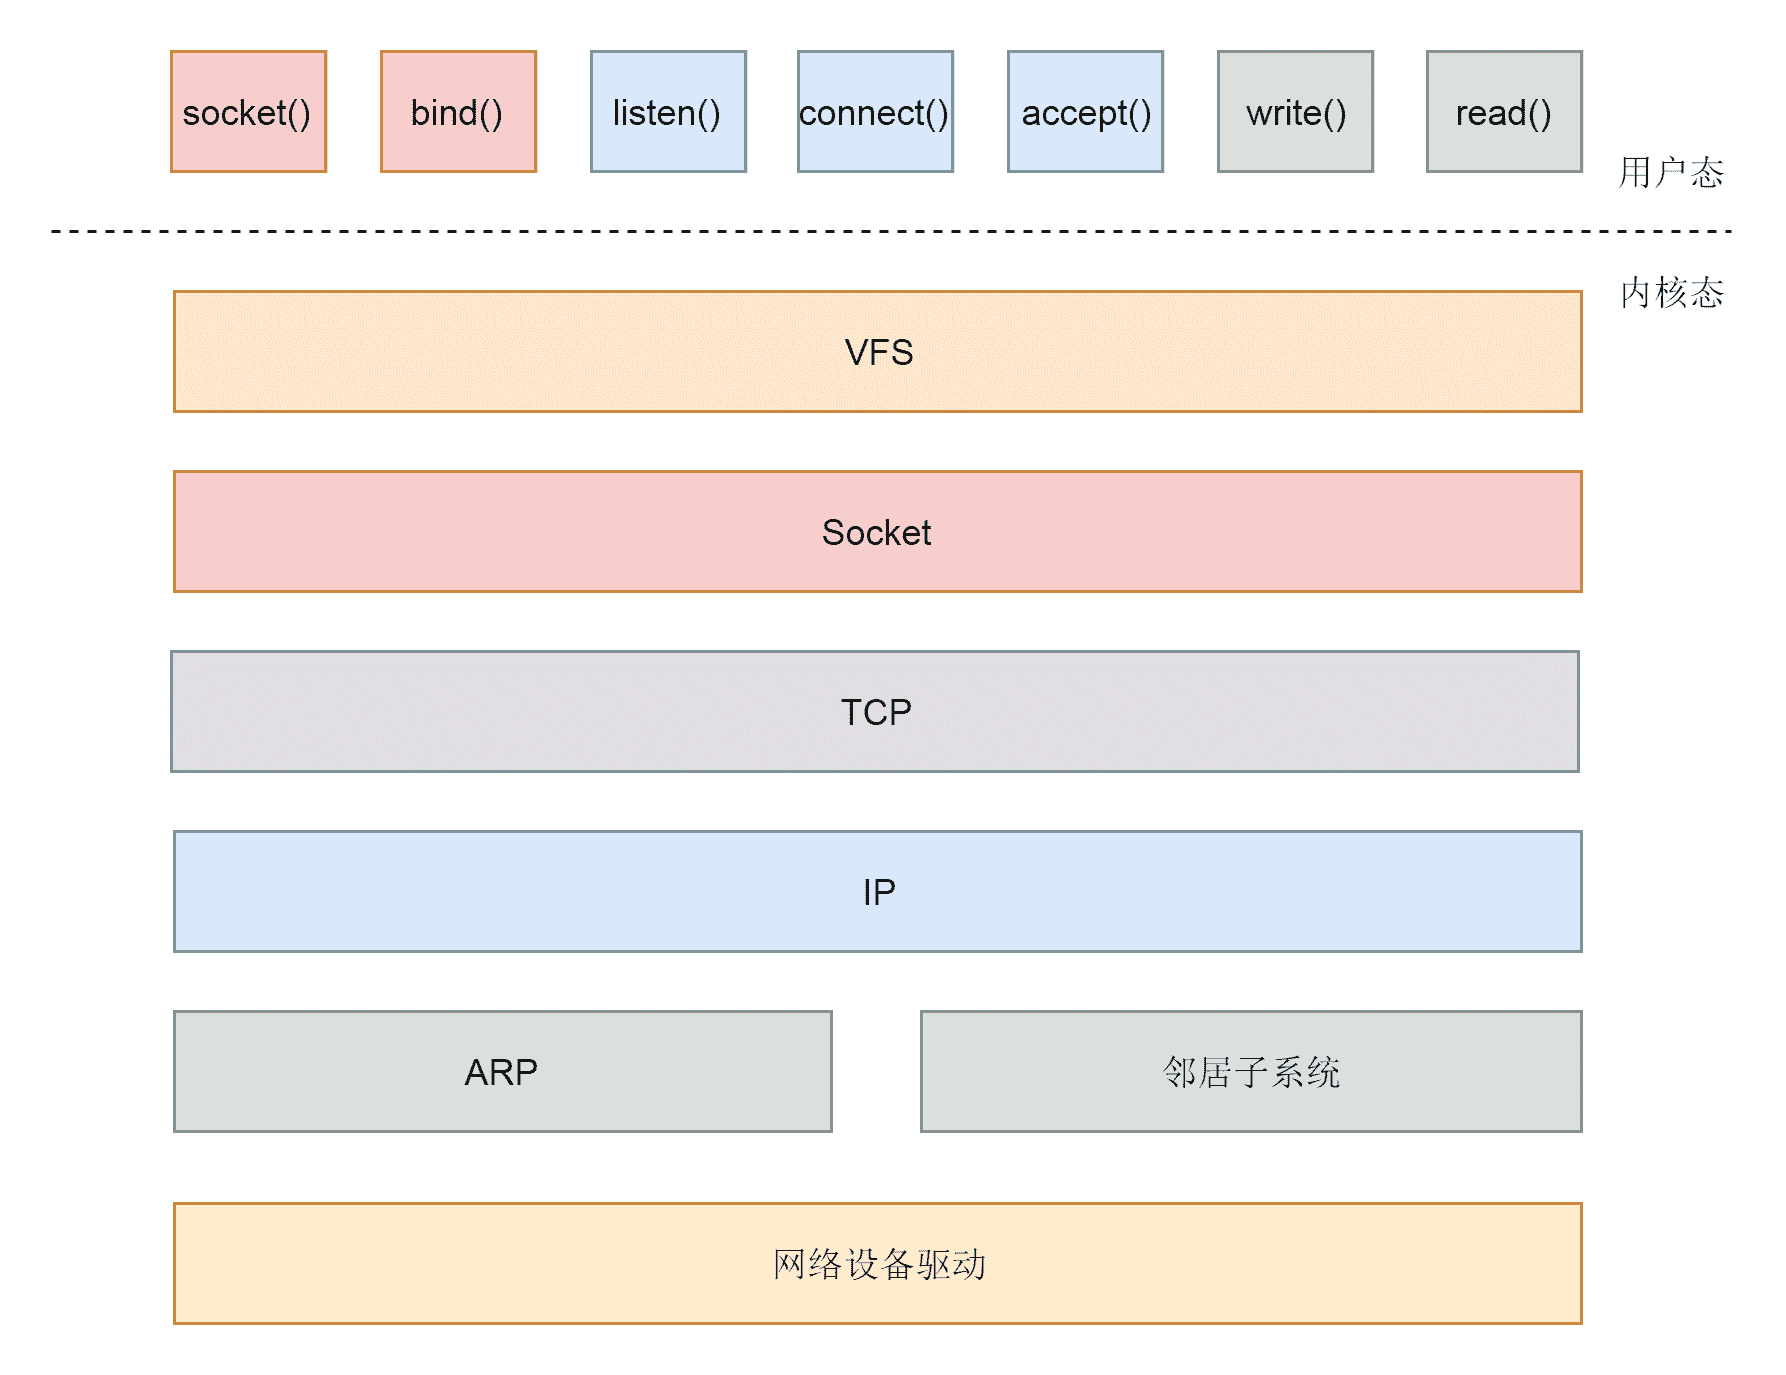 socket()
bind()
listen()
connect()
accept()
write()
read()
用户态
内核态
VFS
Socket
TCP
IP
ARP
邻居子系统
网络设备驱动